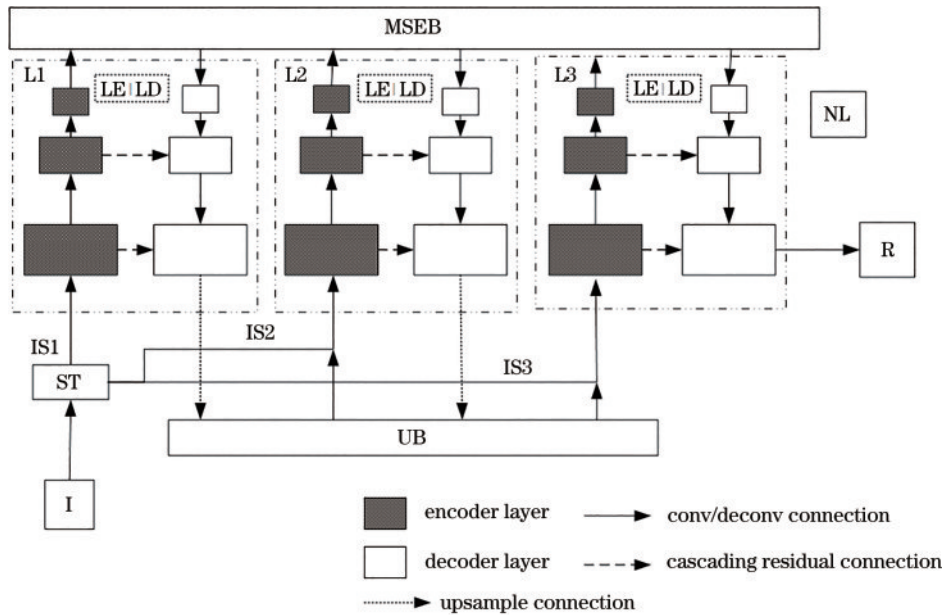 MSEB
L1
LE LD
L2
LE LD
L3
LE LD
NL
R
IS1
IS2
IS3
ST
UB
I
encoder layer
conv/deconv connection
decoder layer
cascading residual connection
upsample connection